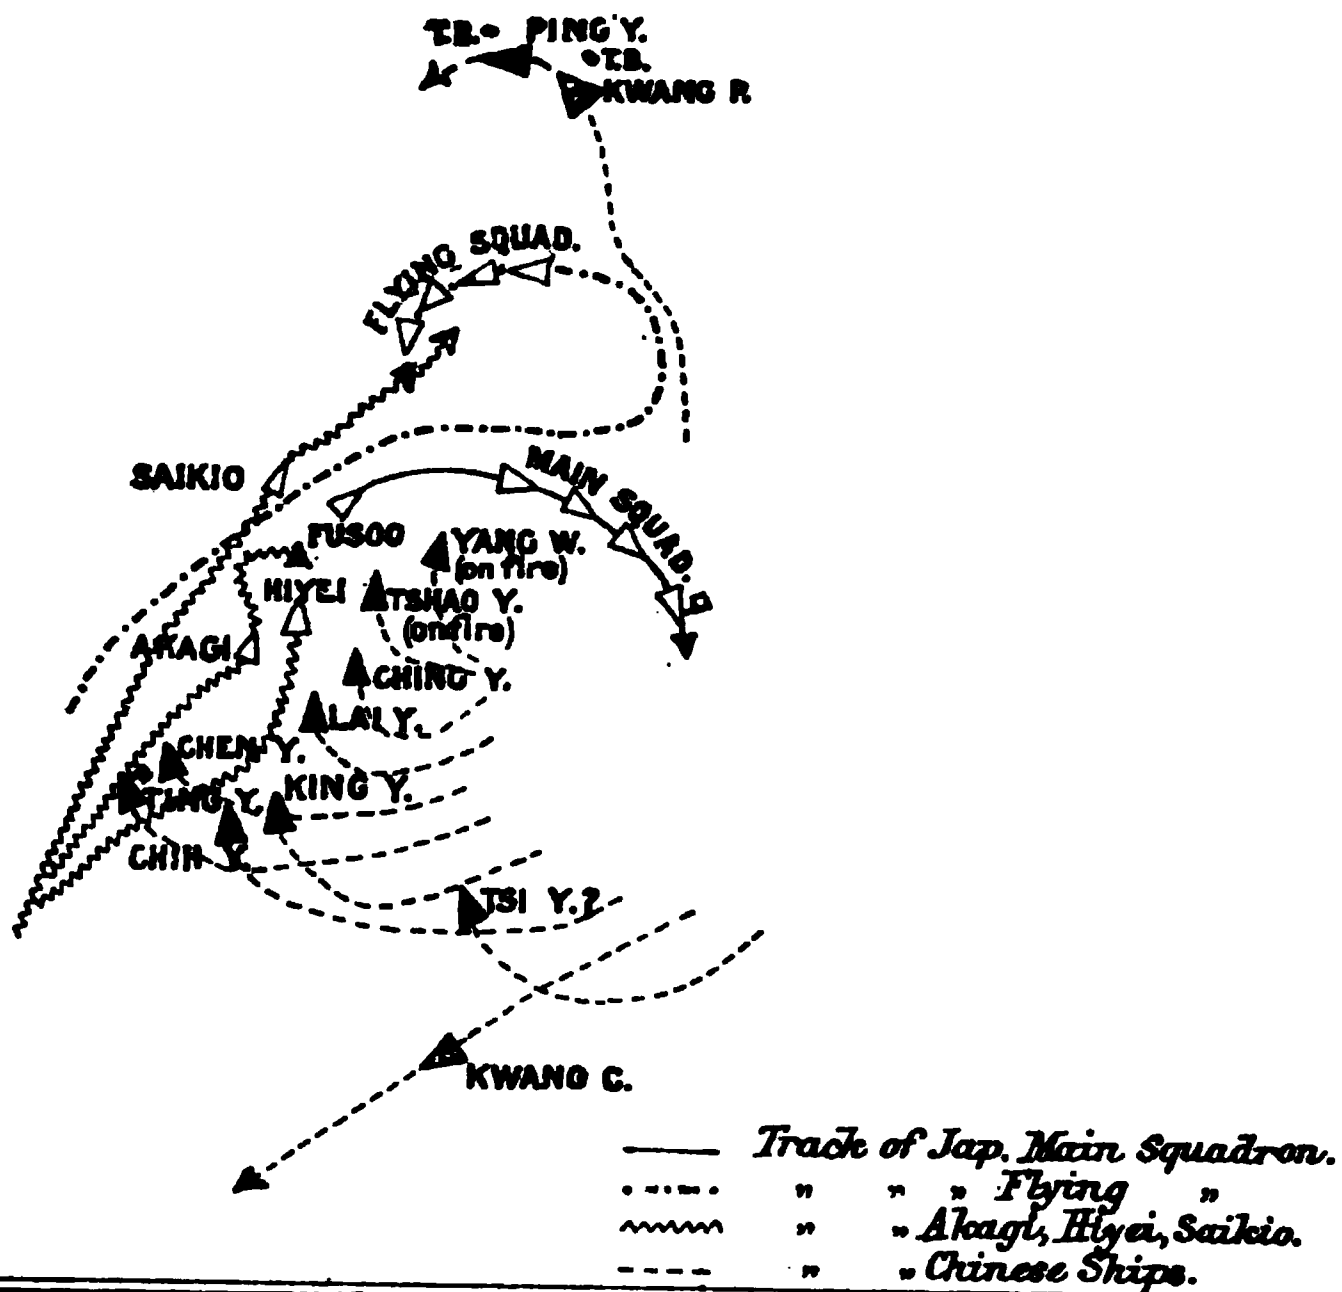 T.B. PING Y.
T.B.
KWANG P.
FLYING SQUAD.
MAIN SQUAD.
SAIKIO
FUSOO
YANG W.
(on fire)
HIYEI
TSHAO Y.
(on fire)
AKAGI
CHING Y.
LAI Y.
CHEN Y.
TING Y.
KING Y.
CHIH Y.
TSI Y.?
KWANG C.
Track of Jap. Main Squadron.
„ „ „ Flying „
„ „ Akagi, Hiyei, Saikio.
„ „ Chinese Ships.